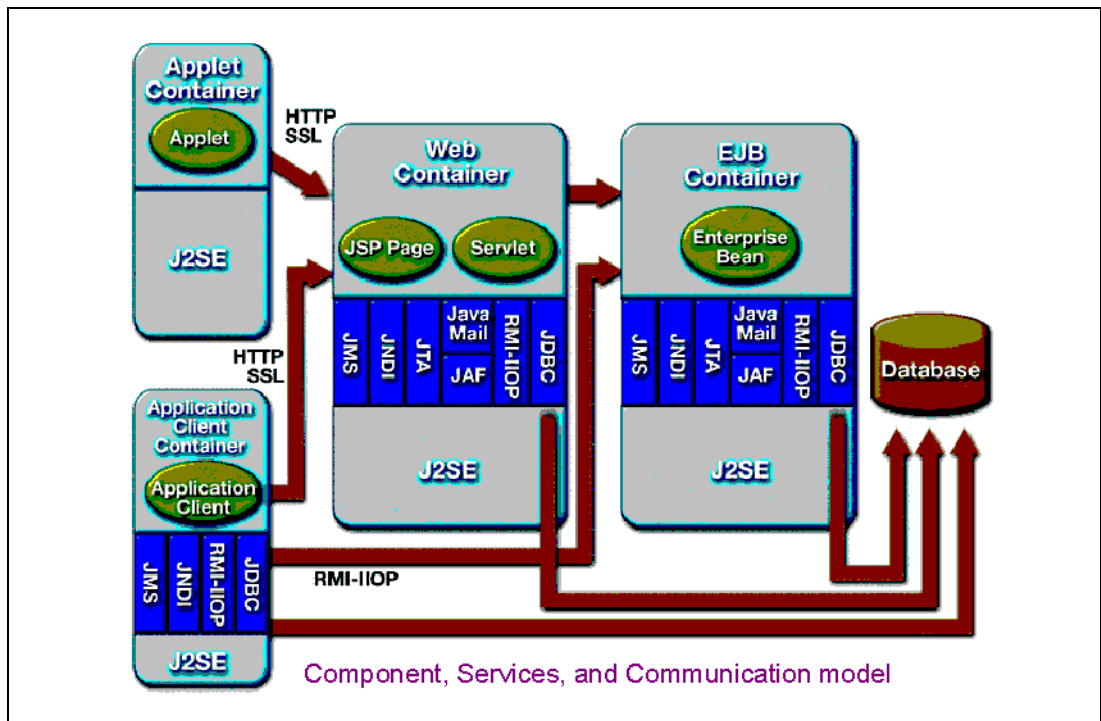 Applet
Container
Applet
J2SE
HTTP
SSL
Web
Container
JSP Page
Servlet
JMS
JNDI
JTA
Java
Mail
JAF
RMI-IIOP
JDBC
J2SE
EJB
Container
Enterprise
Bean
JMS
JNDI
JTA
Java
Mail
JAF
RMI-IIOP
JDBC
J2SE
Database
HTTP
SSL
Application
Client
Container
Application
Client
JMS
JNDI
RMI-IIOP
JDBC
J2SE
RMI-IIOP
Component, Services, and Communication model